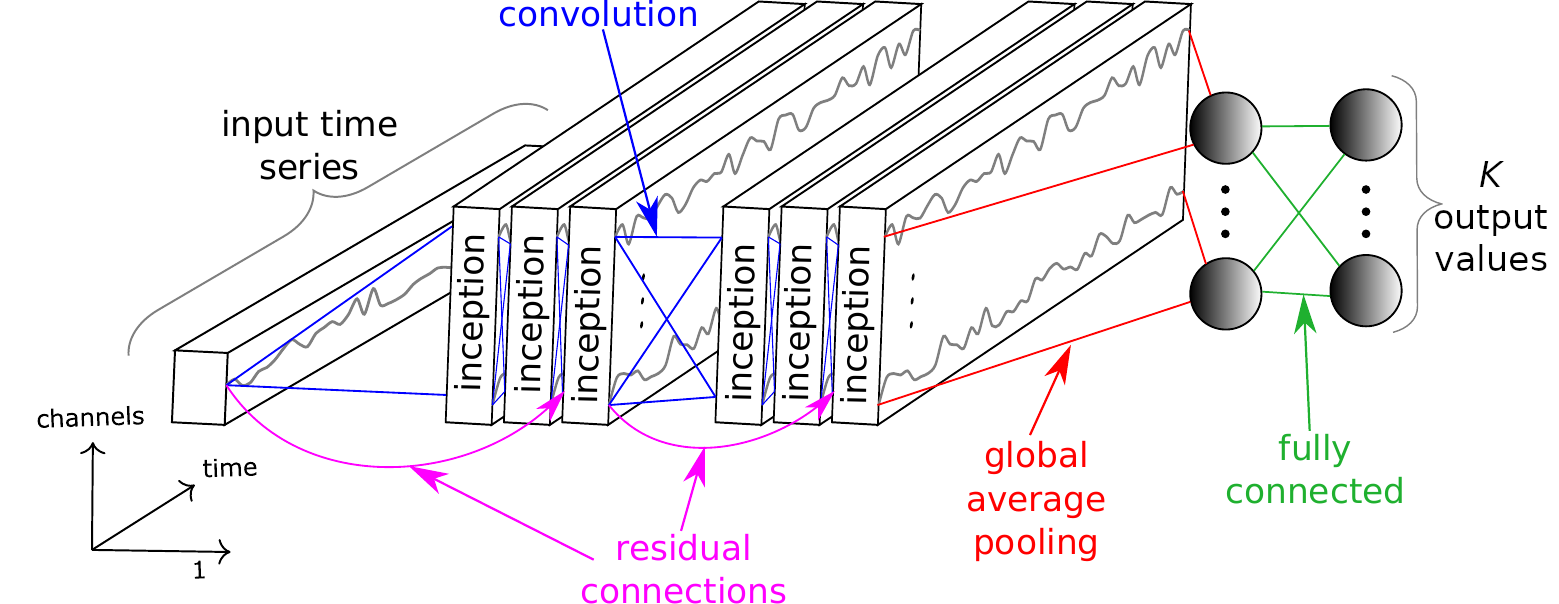 convolution
input time
series
inception
inception
inception
inception
inception
inception
K
output
values
channels
time
1
residual
connections
global
average
pooling
fully
connected